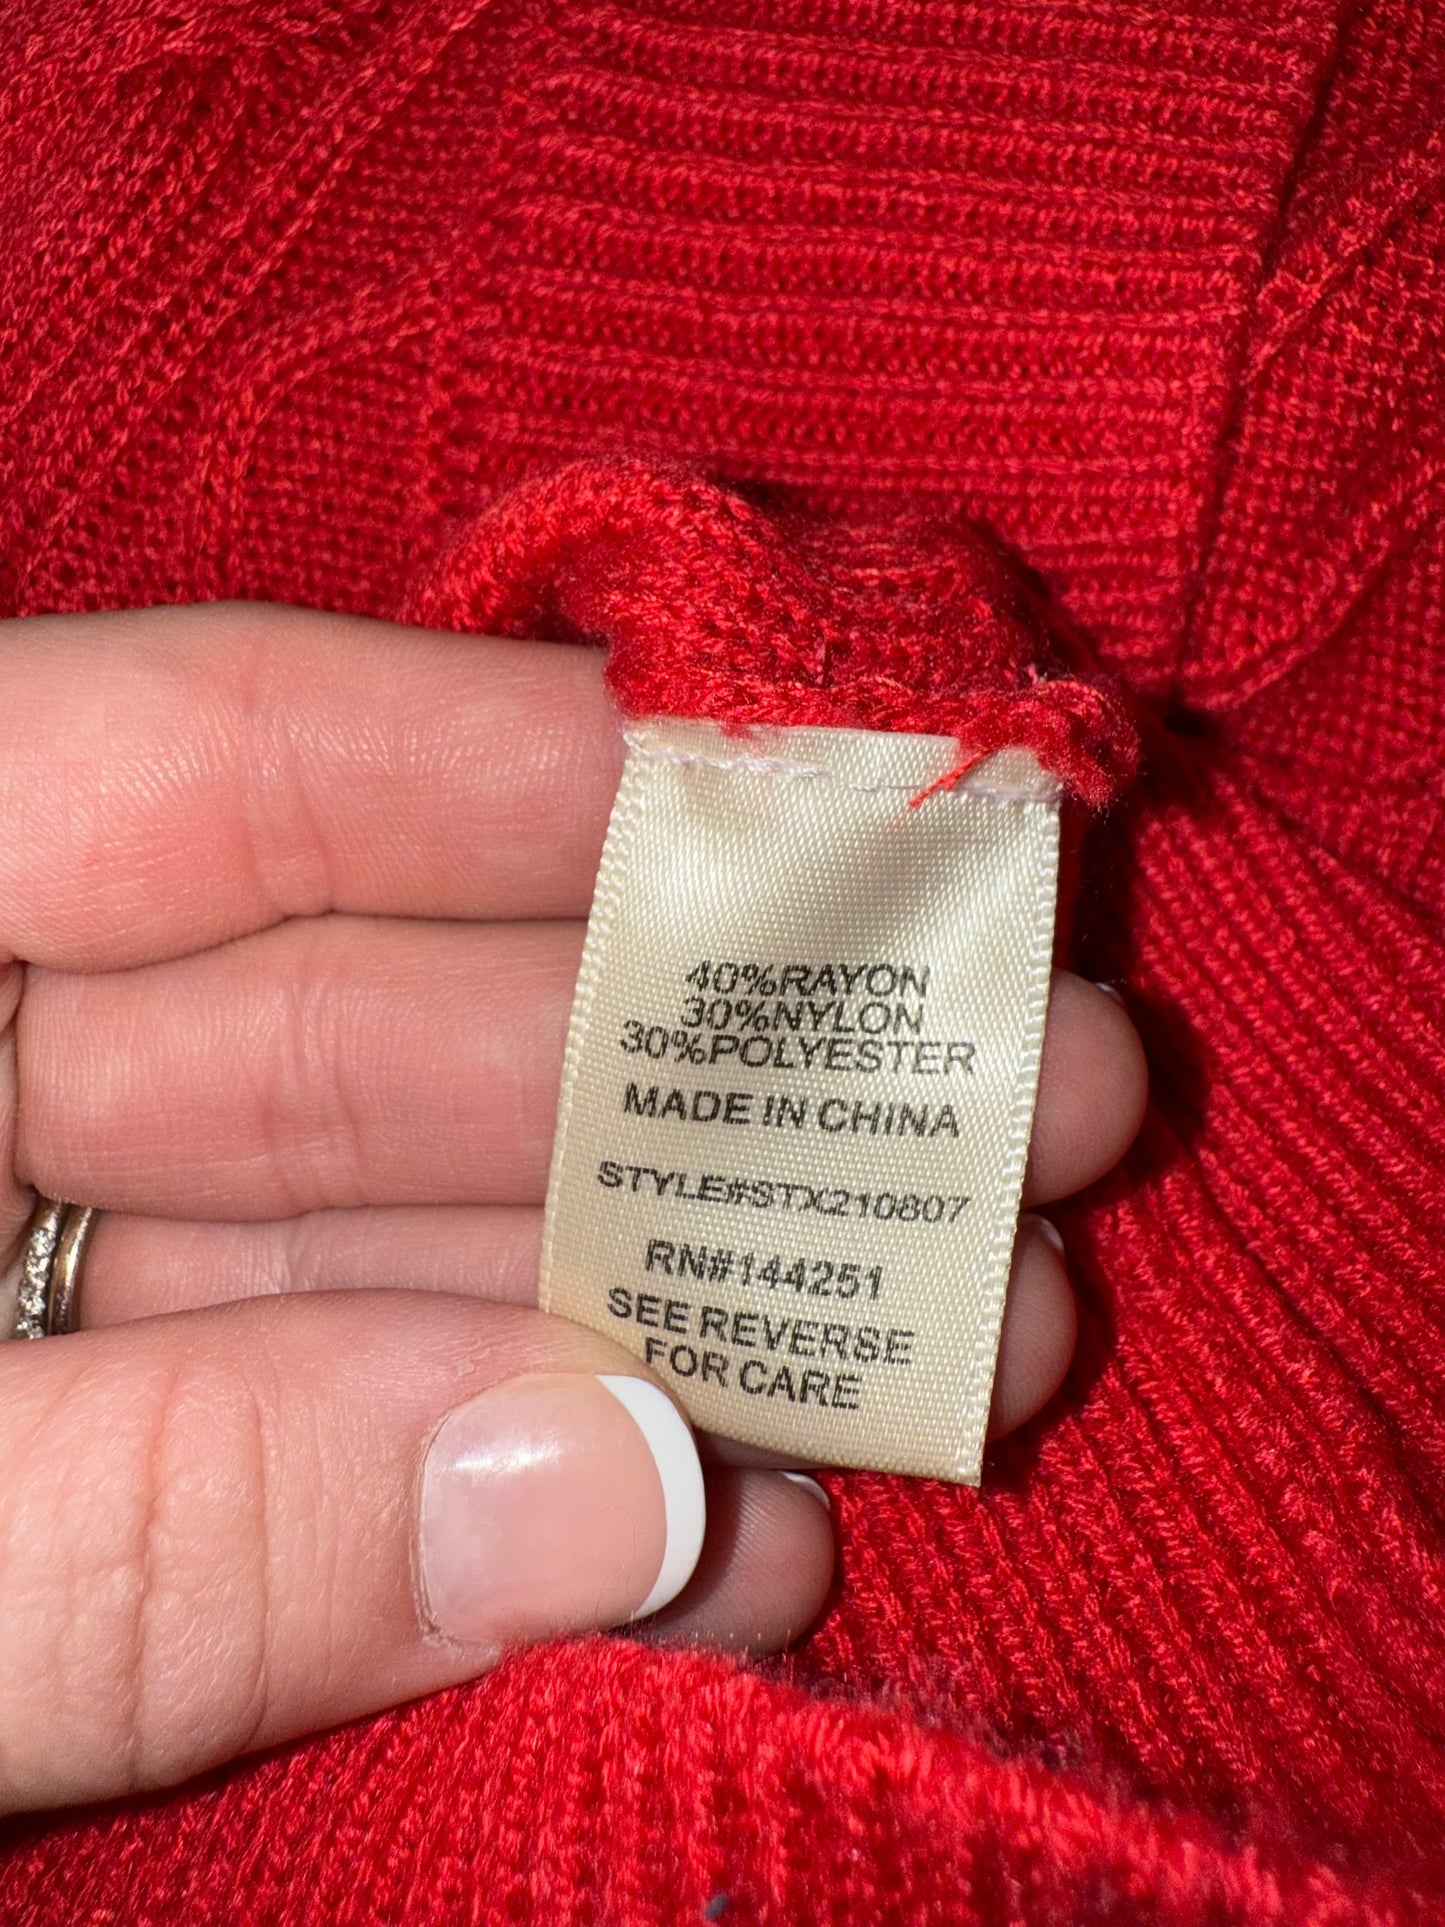 40%RAYON
30%NYLON
30%POLYESTER
MADE IN CHINA
STYLE#STX210807
RN#144251
SEE REVERSE
FOR CARE